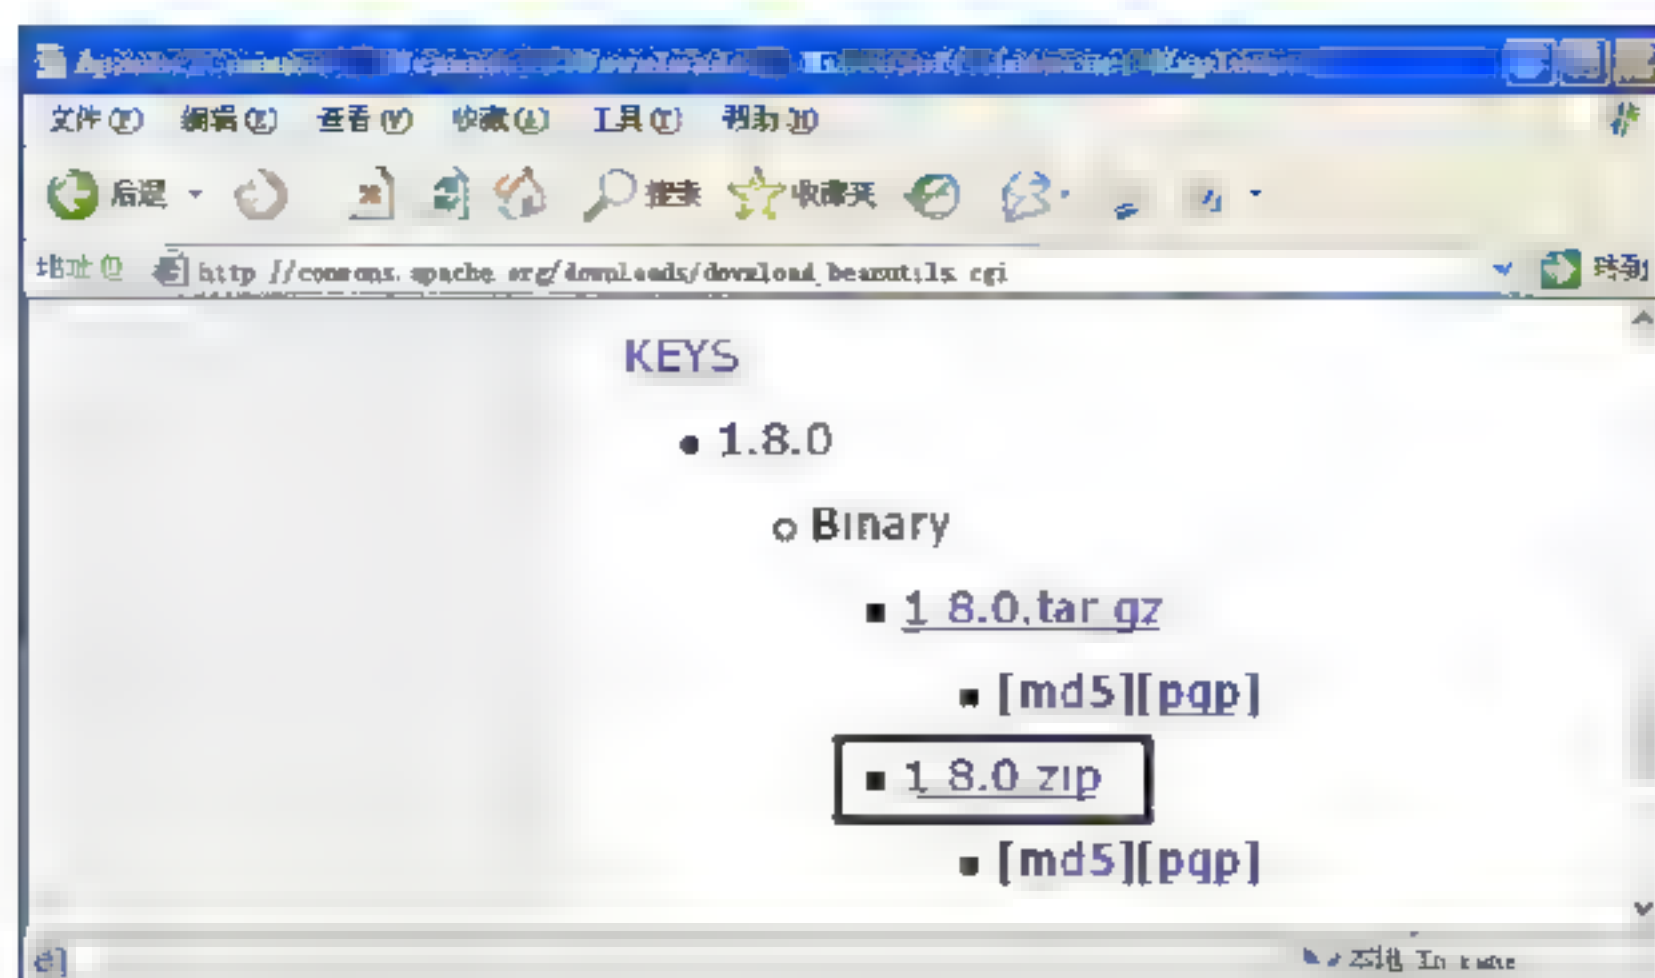 文件(F) 编辑(E) 查看(V) 收藏(A) 工具(T) 帮助(H)
后退 搜索 收藏夹
地址(D) http://commons.apache.org/downloads/download_beanutils.cgi 转到
KEYS
1.8.0
Binary
1.8.0.tar.gz
[md5][pgp]
1.8.0.zip
[md5][pgp]